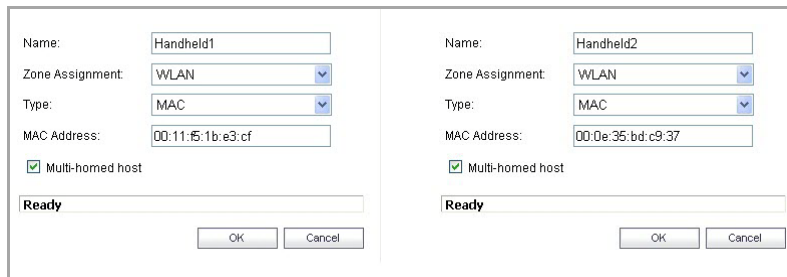 Name: Handheld1
Zone Assignment: WLAN
Type: MAC
MAC Address: 00:11:f5:1b:e3:cf
Multi-homed host
Ready
OK Cancel
Name: Handheld2
Zone Assignment: WLAN
Type: MAC
MAC Address: 00:0e:35:bd:c9:37
Multi-homed host
Ready
OK Cancel